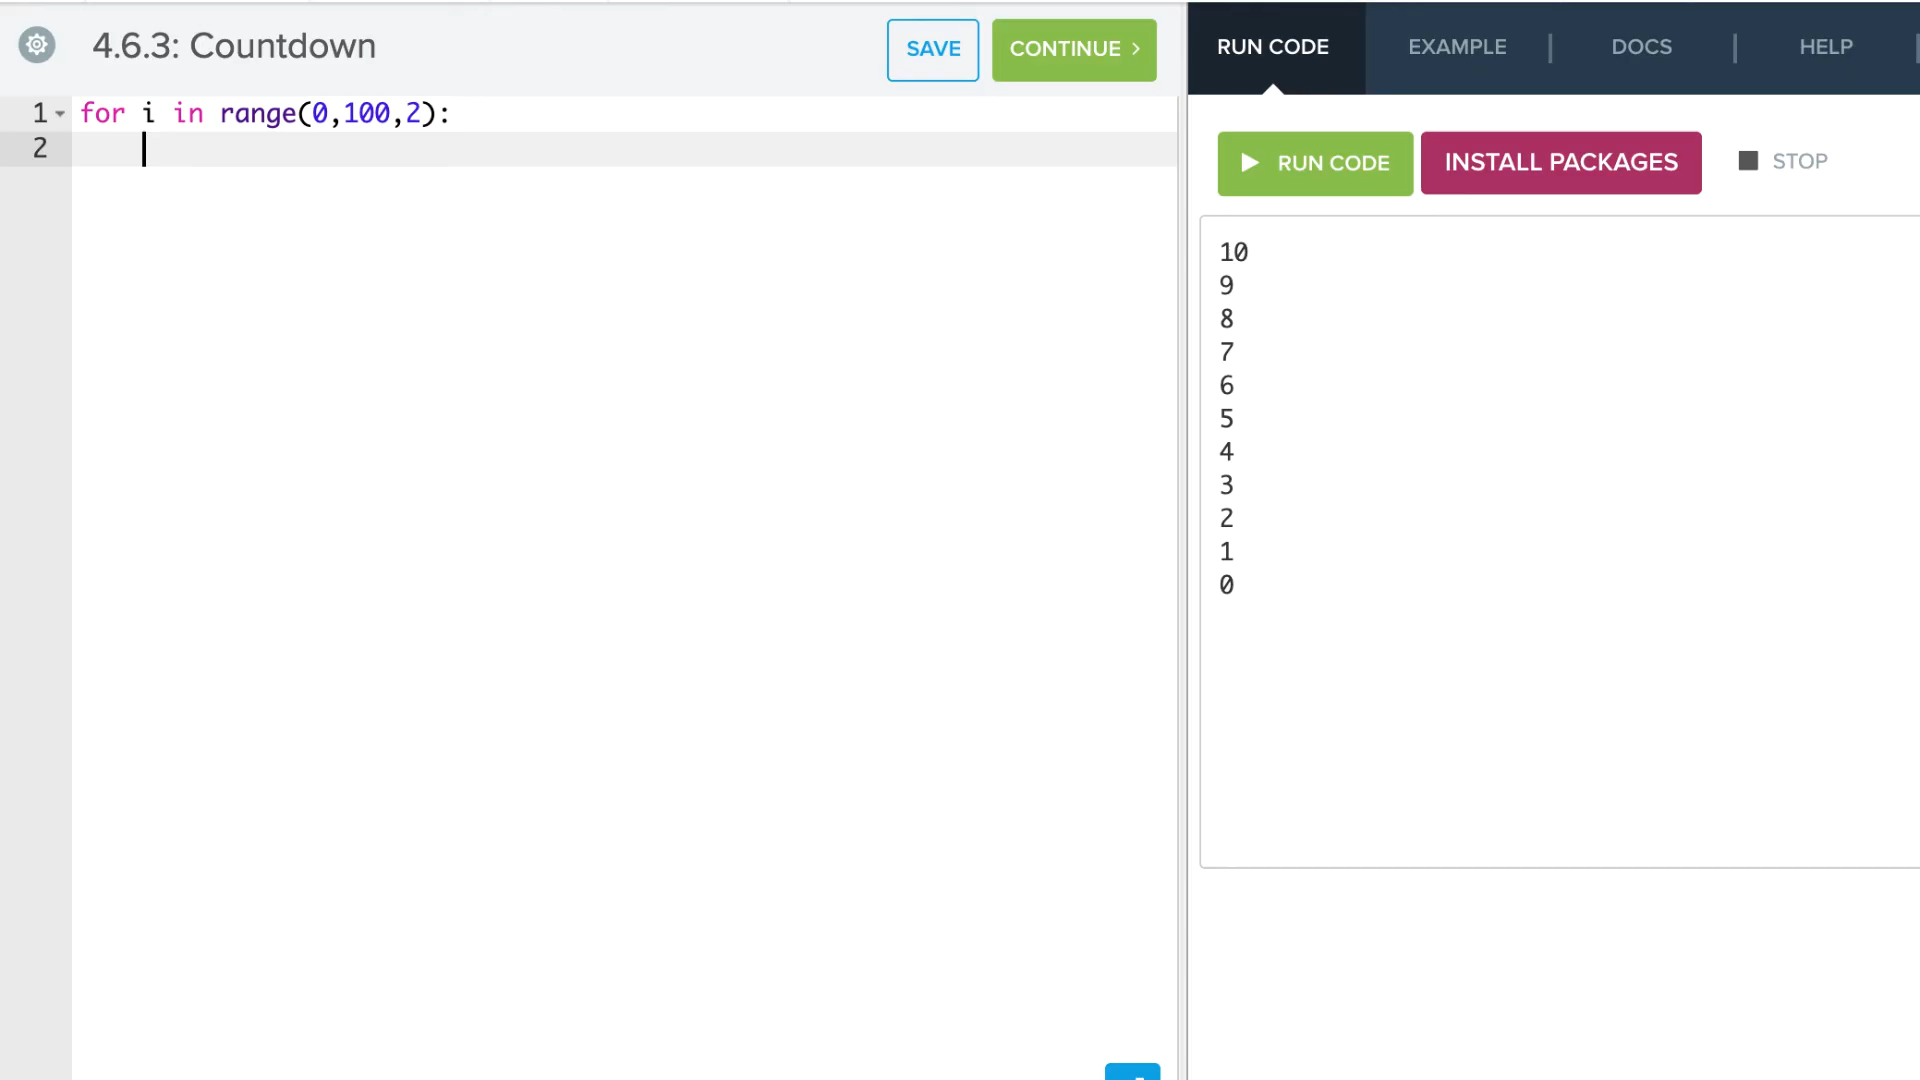 4.6.3: Countdown
SAVE
CONTINUE >
1 for i in range(0,100,2):
2
RUN CODE
EXAMPLE
DOCS
HELP
RUN CODE
INSTALL PACKAGES
STOP
10
9
8
7
6
5
4
3
2
1
0